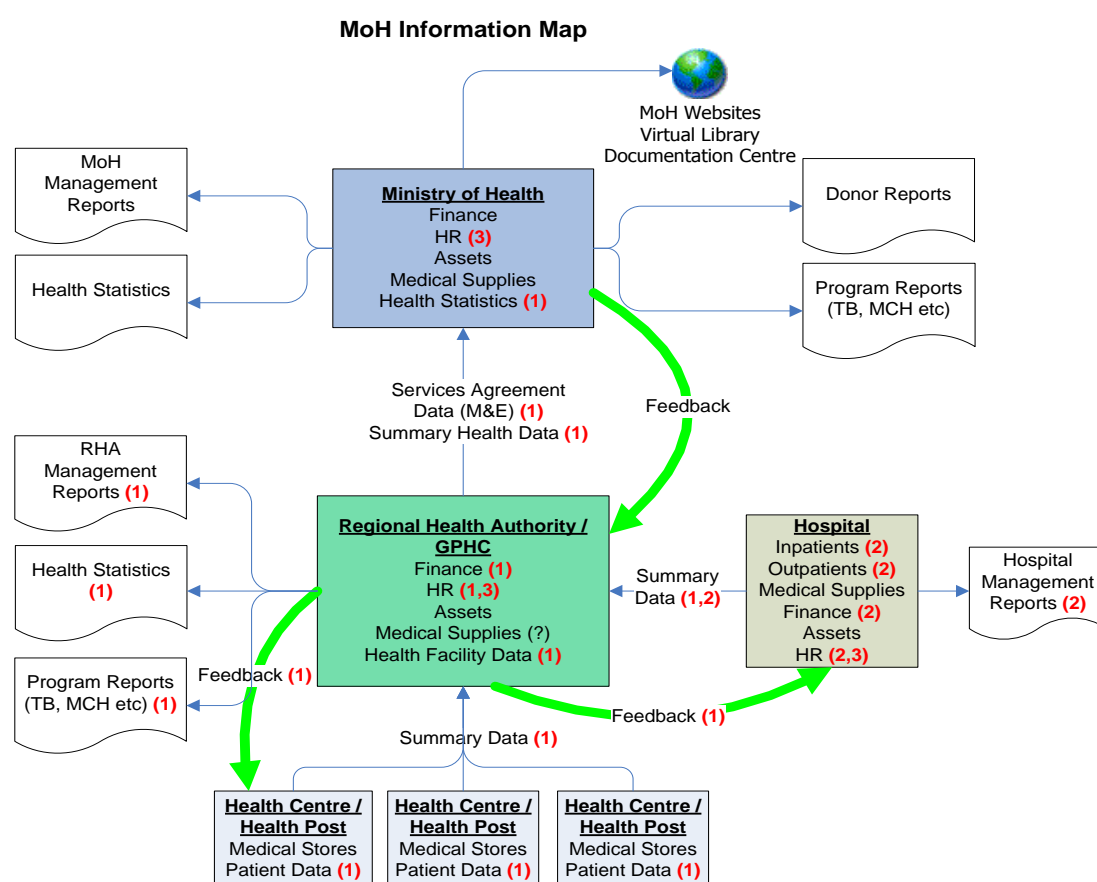 MoH Information Map
MoH Websites
Virtual Library
Documentation Centre
MoH
Management
Reports
Health Statistics
Ministry of Health
Finance
HR (3)
Assets
Medical Supplies
Health Statistics (1)
Donor Reports
Program Reports
(TB, MCH etc)
Services Agreement
Data (M&E) (1)
Summary Health Data (1)
Feedback
RHA
Management
Reports (1)
Health Statistics
(1)
Program Reports
(TB, MCH etc) (1)
Regional Health Authority /
GPHC
Finance (1)
HR (1,3)
Assets
Medical Supplies (?)
Health Facility Data (1)
Summary
Data (1,2)
Hospital
Inpatients (2)
Outpatients (2)
Medical Supplies
Finance (2)
Assets
HR (2,3)
Hospital
Management
Reports (2)
Feedback (1)
Feedback (1)
Summary Data (1)
Health Centre /
Health Post
Medical Stores
Patient Data (1)
Health Centre /
Health Post
Medical Stores
Patient Data (1)
Health Centre /
Health Post
Medical Stores
Patient Data (1)